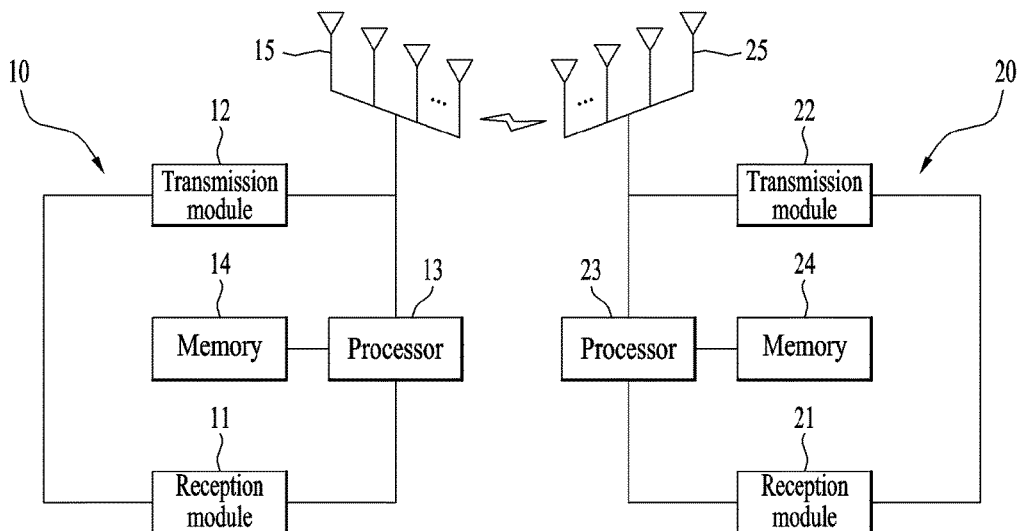 15
25
10
20
12
22
Transmission
module
Transmission
module
14
13
23
24
Memory
Processor
Processor
Memory
11
21
Reception
module
Reception
module
...
...